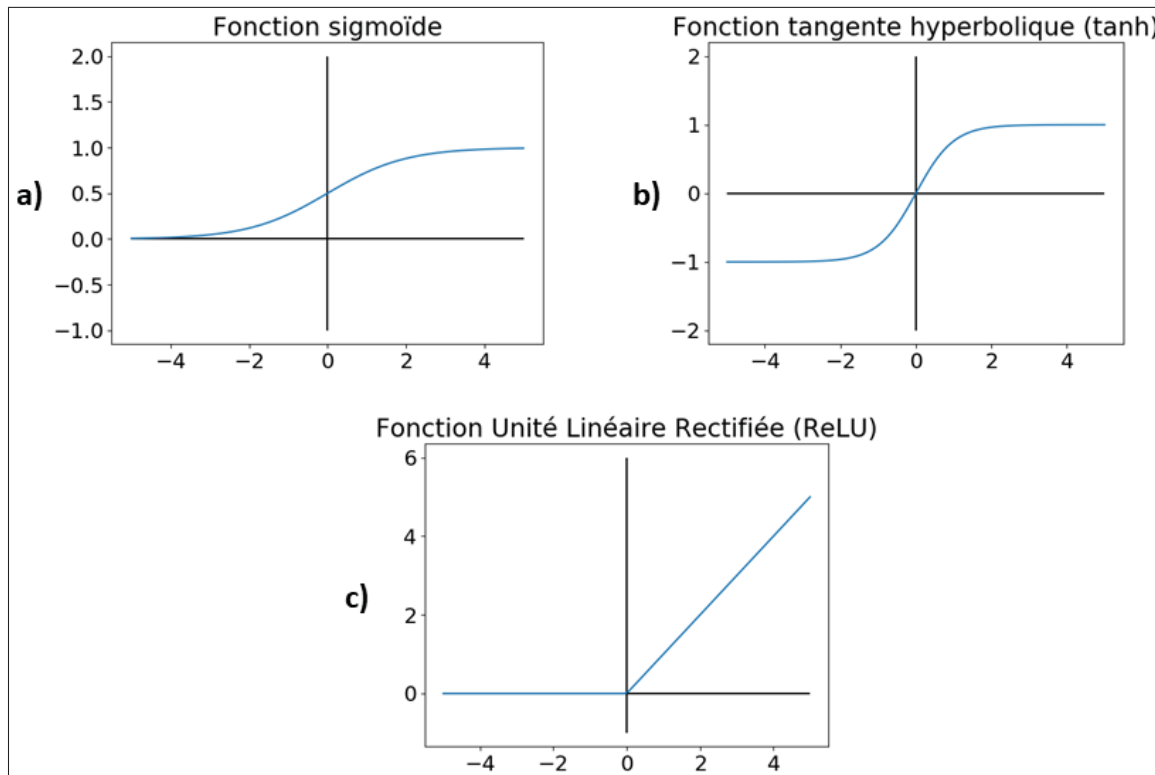 Fonction sigmoïde
a)
2.0
1.5
1.0
0.5
0.0
−0.5
−1.0
−4 −2 0 2 4
Fonction tangente hyperbolique (tanh)
b)
2
1
0
−1
−2
−4 −2 0 2 4
Fonction Unité Linéaire Rectifiée (ReLU)
c)
6
4
2
0
−4 −2 0 2 4